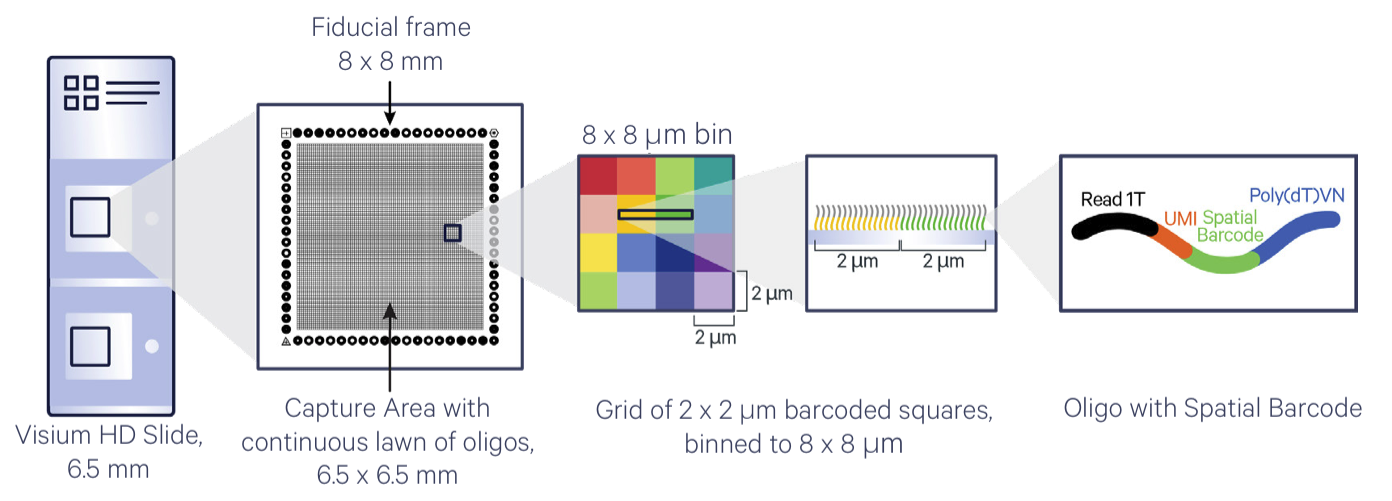 Fiducial frame
8 x 8 mm
Visium HD Slide,
6.5 mm
Capture Area with
continuous lawn of oligos,
6.5 x 6.5 mm
8 x 8 µm bin
2 µm
2 µm
2 µm
2 µm
Grid of 2 x 2 µm barcoded squares,
binned to 8 x 8 µm
Read 1T
UMI
Spatial
Barcode
Poly(dT)VN
Oligo with Spatial Barcode